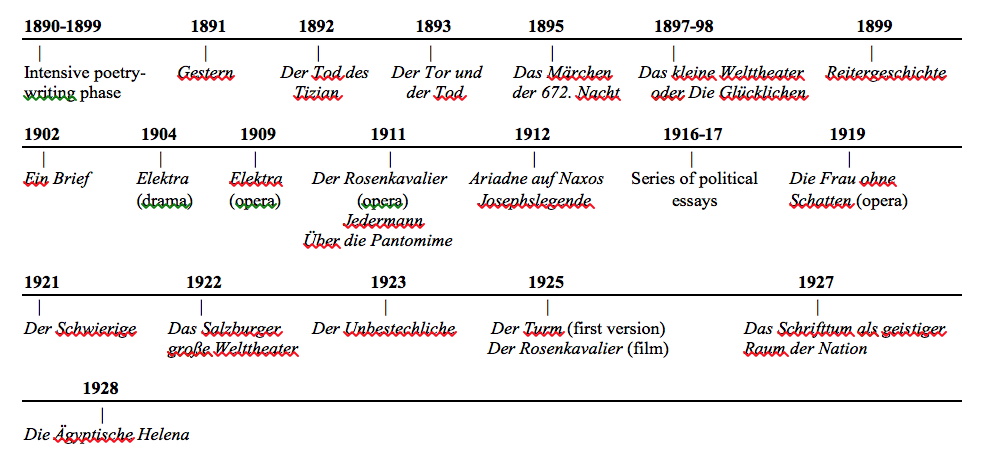 1890-1899 1891 1892 1893 1895 1897-98 1899
Intensive poetry- Gestern Der Tod des Der Tor und Das Märchen Das kleine Welttheater Reitergeschichte
writing phase Tizian der Tod der 672. Nacht oder Die Glücklichen
1902 1904 1909 1911 1912 1916-17 1919
Ein Brief Elektra Elektra Der Rosenkavalier Ariadne auf Naxos Series of political Die Frau ohne
(drama) (opera) (opera) Josephslegende essays Schatten (opera)
Jedermann
Über die Pantomime
1921 1922 1923 1925 1927
Der Schwierige Das Salzburger Der Unbestechliche Der Turm (first version) Das Schrifttum als geistiger
große Welttheater Der Rosenkavalier (film) Raum der Nation
1928
Die Ägyptische Helena